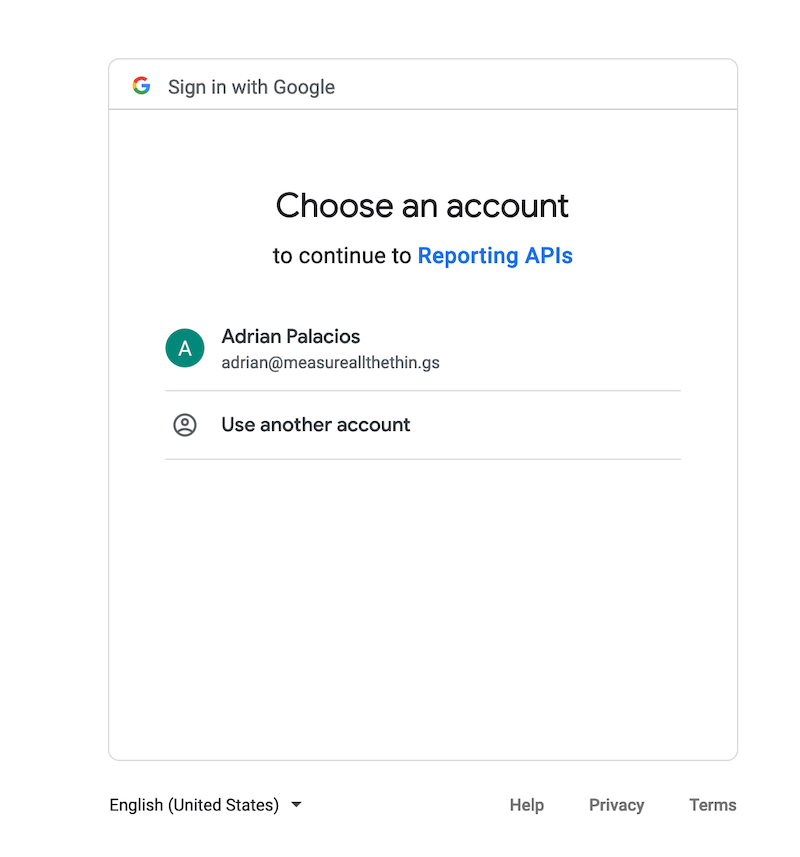 Sign in with Google
Choose an account
to continue to Reporting APIs
A
Adrian Palacios
adrian@measureallthethin.gs
Use another account
English (United States)
Help Privacy Terms